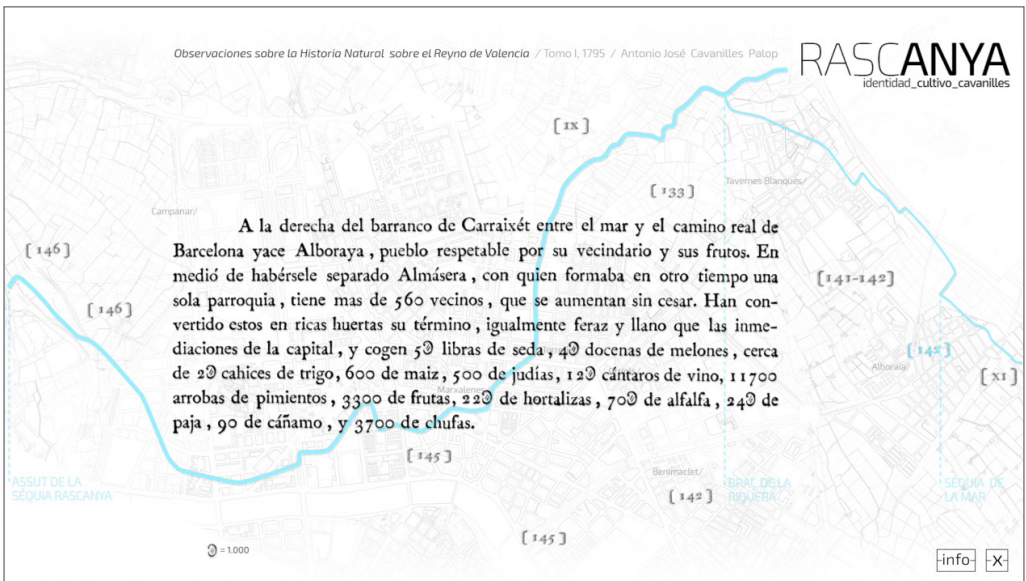 Observaciones sobre la Historia Natural sobre el Reyno de Valencia / Tomo I, 1795 / Antonio José Cavanilles Palop
RASCANYA
identidad_cultivo_cavanilles
[ IX ]
[ 133 ]
Tavernes Blanques/
Campanar/
A la derecha del barranco de Carraixét entre el mar y el camino real de
Barcelona yace Alboraya , pueblo respetable por su vecindario y sus frutos. En
medió de habérsele separado Almásera , con quien formaba en otro tiempo una
sola parroquia , tiene mas de 560 vecinos , que se aumentan sin cesar. Han con-
vertido estos en ricas huertas su término , igualmente feraz y llano que las inme-
diaciones de la capital , y cogen 5ↀ libras de seda , 4ↀ docenas de melones , cerca
de 2ↀ cahices de trigo, 600 de maiz , 500 de judías, 12ↀ cántaros de vino, 11700
arrobas de pimientos , 3300 de frutas, 22ↀ de hortalizas , 70ↀ de alfalfa , 24ↀ de
paja , 90 de cáñamo , y 3700 de chufas.
[ 146 ]
[ 146 ]
[ 141-142 ]
[ 142 ]
Alboraia/
[ XI ]
Marxalenes/
[ 145 ]
Benimaclet/
ASSUT DE LA
SÉQUIA RASCANYA
[ 142 ]
BRAÇ DE LA
RIQUERA
SÉQUIA DE
LA MAR
[ 145 ]
ↀ = 1.000
-info-
-X-